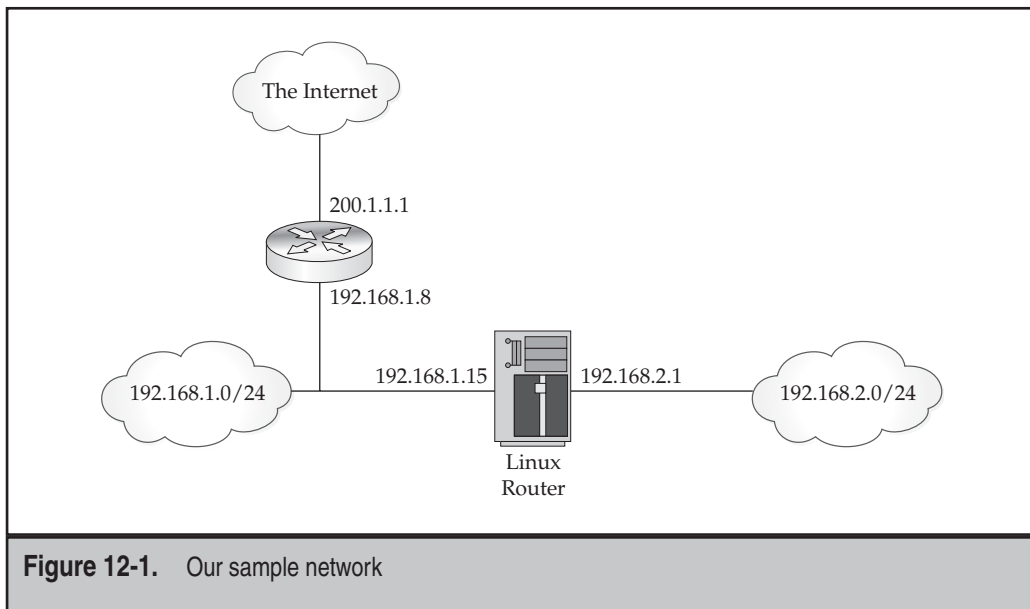 The Internet
200.1.1.1
192.168.1.8
192.168.1.0/24
192.168.1.15
192.168.2.1
192.168.2.0/24
Linux
Router
Figure 12-1. Our sample network